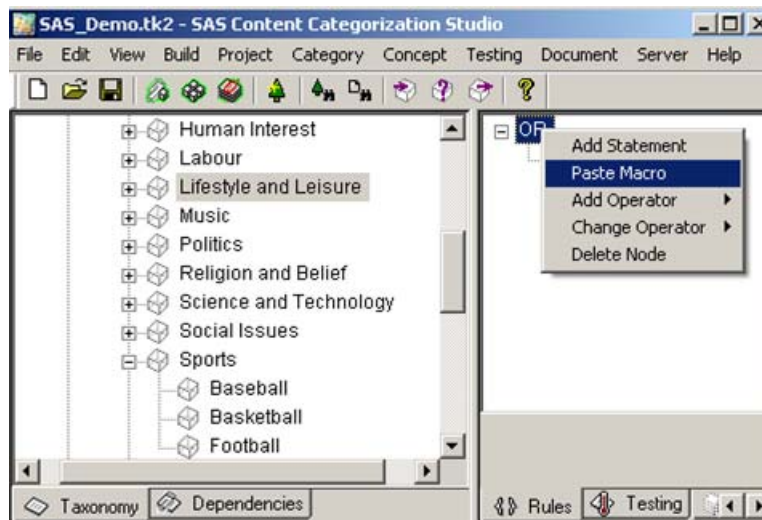 SAS_Demo.tk2 - SAS Content Categorization Studio
File Edit View Build Project Category Concept Testing Document Server Help
Human Interest
Labour
Lifestyle and Leisure
Music
Politics
Religion and Belief
Science and Technology
Social Issues
Sports
Baseball
Basketball
Football
OR
Add Statement
Paste Macro
Add Operator
Change Operator
Delete Node
Taxonomy Dependencies
Rules Testing